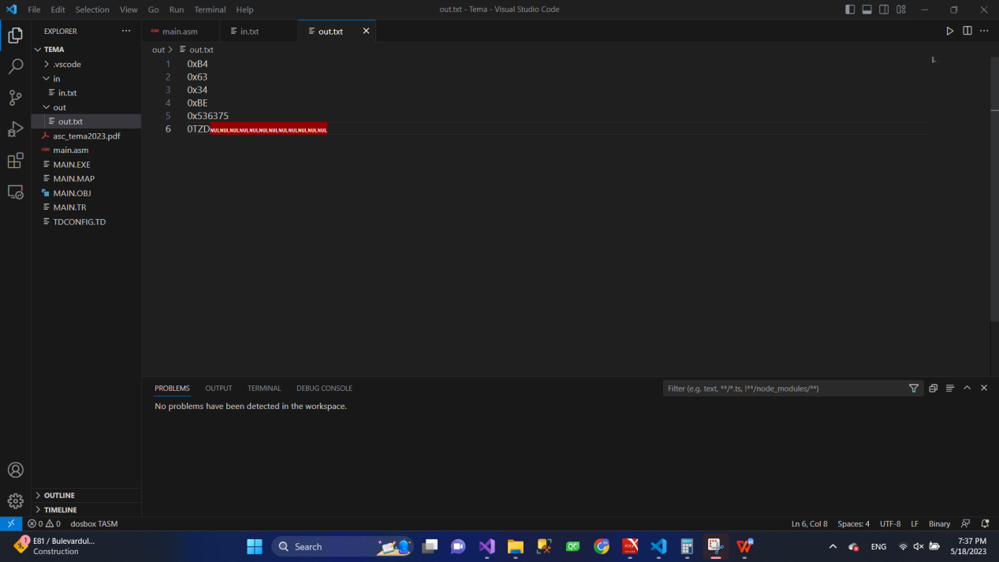 File Edit Selection View Go Run Terminal Help
out.txt - Tema - Visual Studio Code
EXPLORER
main.asm
in.txt
out.txt
TEMA
.vscode
in
in.txt
out
out.txt
asc_tema2023.pdf
main.asm
MAIN.EXE
MAIN.MAP
MAIN.OBJ
MAIN.TR
TDCONFIG.TD
OUTLINE
TIMELINE
out > out.txt
1 0xB4
2 0x63
3 0x34
4 0xBE
5 0x536375
6 0TZDNULNULNULNULNULNULNULNULNULNULNULNUL
PROBLEMS OUTPUT TERMINAL DEBUG CONSOLE
Filter (e.g. text, **/*.ts, !**/node_modules/**)
No problems have been detected in the workspace.
0 0 dosbox TASM
Ln 6, Col 8 Spaces: 4 UTF-8 LF Binary
1
E81 / Bulevardul...
Construction
Search
QC
ENG
7:37 PM
5/18/2023